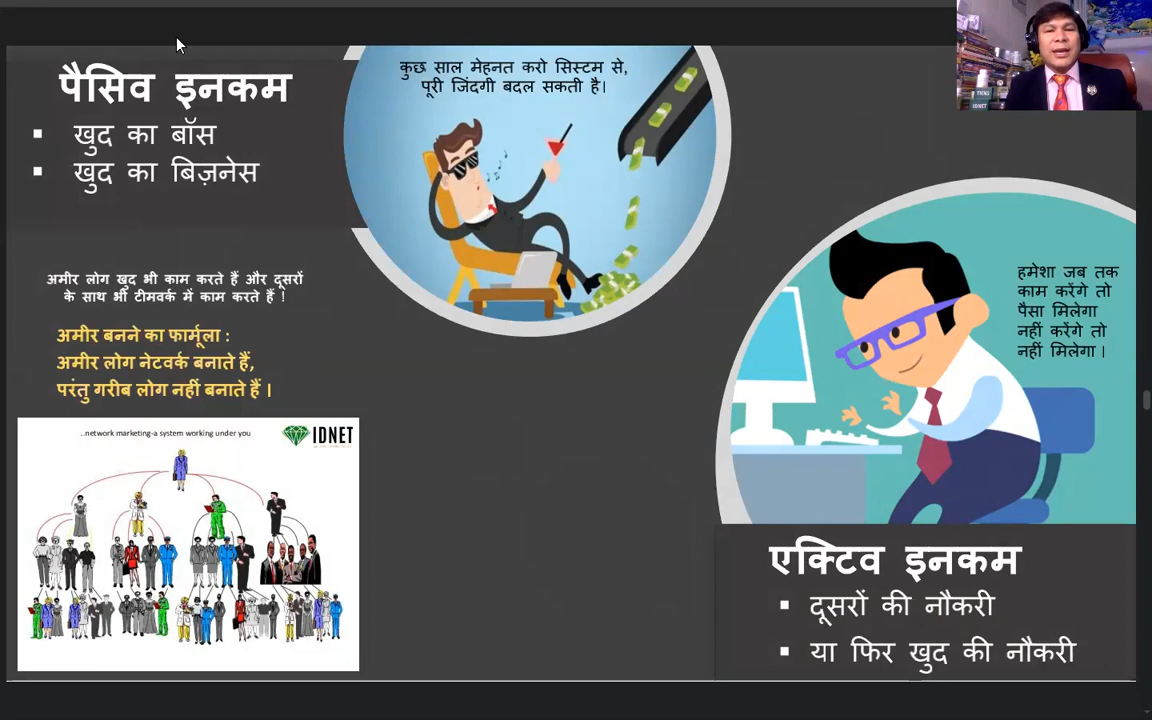 पैसिव इनकम
▪ खुद का बॉस
▪ खुद का बिज़नेस
कुछ साल मेहनत करो सिस्टम से,
पूरी जिंदगी बदल सकती है।
अमीर लोग खुद भी काम करते हैं और दूसरों
के साथ भी टीमवर्क में काम करते हैं !
अमीर बनने का फार्मूला :
अमीर लोग नेटवर्क बनाते हैं,
परंतु गरीब लोग नहीं बनाते हैं ।
...network marketing-a system working under you
IDNET
हमेशा जब तक
काम करेंगे तो
पैसा मिलेगा
नहीं करेंगे तो
नहीं मिलेगा ।
एक्टिव इनकम
▪ दूसरों की नौकरी
▪ या फिर खुद की नौकरी
TIENS
IDNET